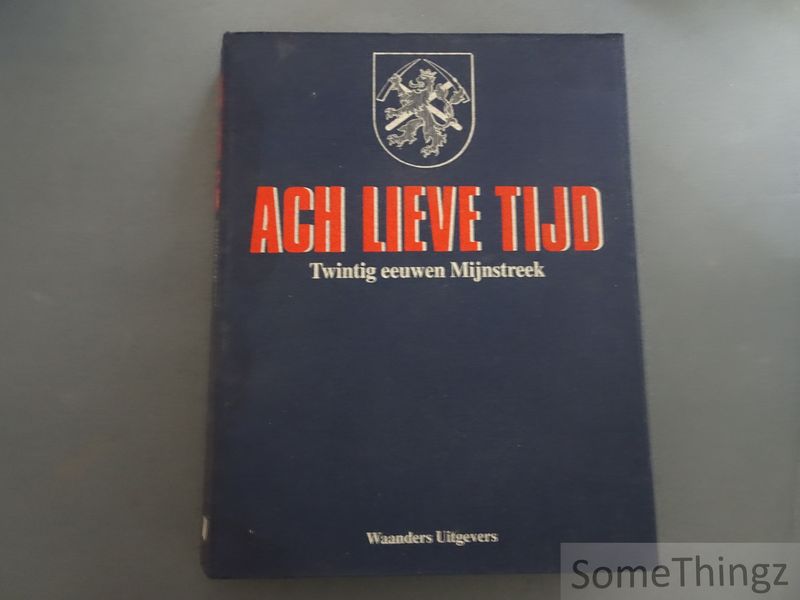 ACH LIEVE TIJD
Twintig eeuwen Mijnstreek
Waanders Uitgevers
SomeThingz